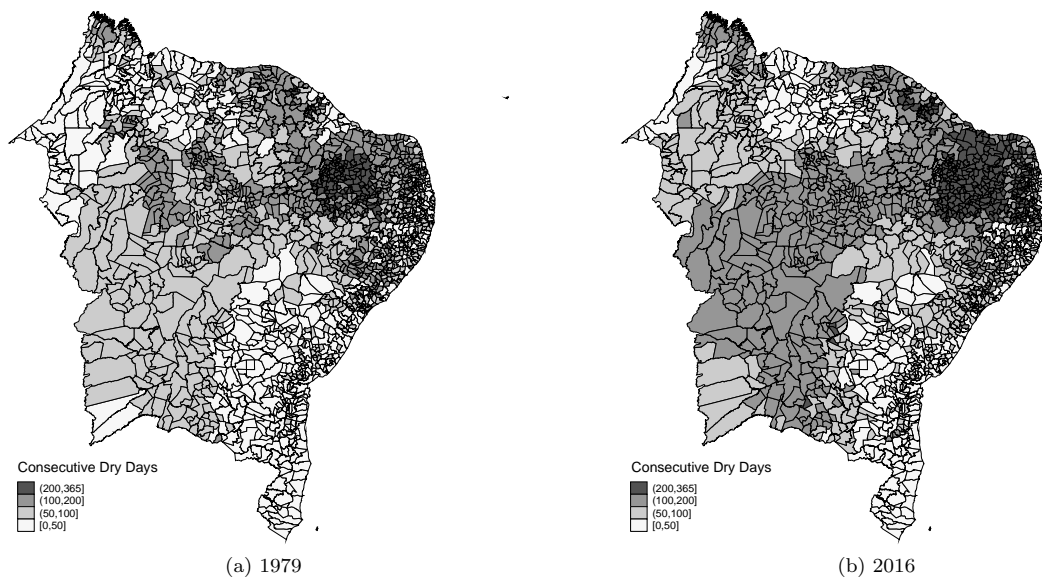 Consecutive Dry Days
(200,365]
(100,200]
(50,100]
[0,50]
(a) 1979
Consecutive Dry Days
(200,365]
(100,200]
(50,100]
[0,50]
(b) 2016